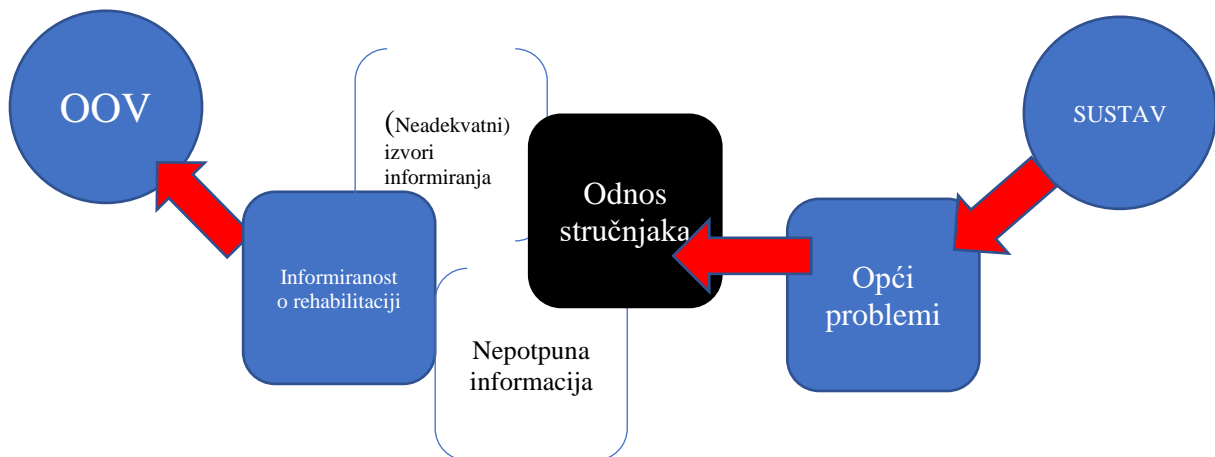 OOV
(Neadekvatni)
izvori
informiranja
Informiranost
o rehabilitaciji
Nepotpuna
informacija
Odnos
stručnjaka
Opći
problemi
SUSTAV